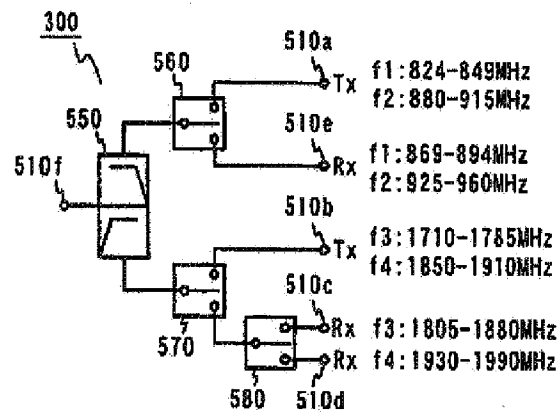 300
560
510a
Tx
f1:824-849MHz
f2:880-915MHz
550
510e
Rx
f1:869-894MHz
f2:925-960MHz
510f
510b
Tx
f3:1710-1785MHz
f4:1850-1910MHz
510c
Rx
f3:1805-1880MHz
570
Rx
f4:1930-1990MHz
580
510d